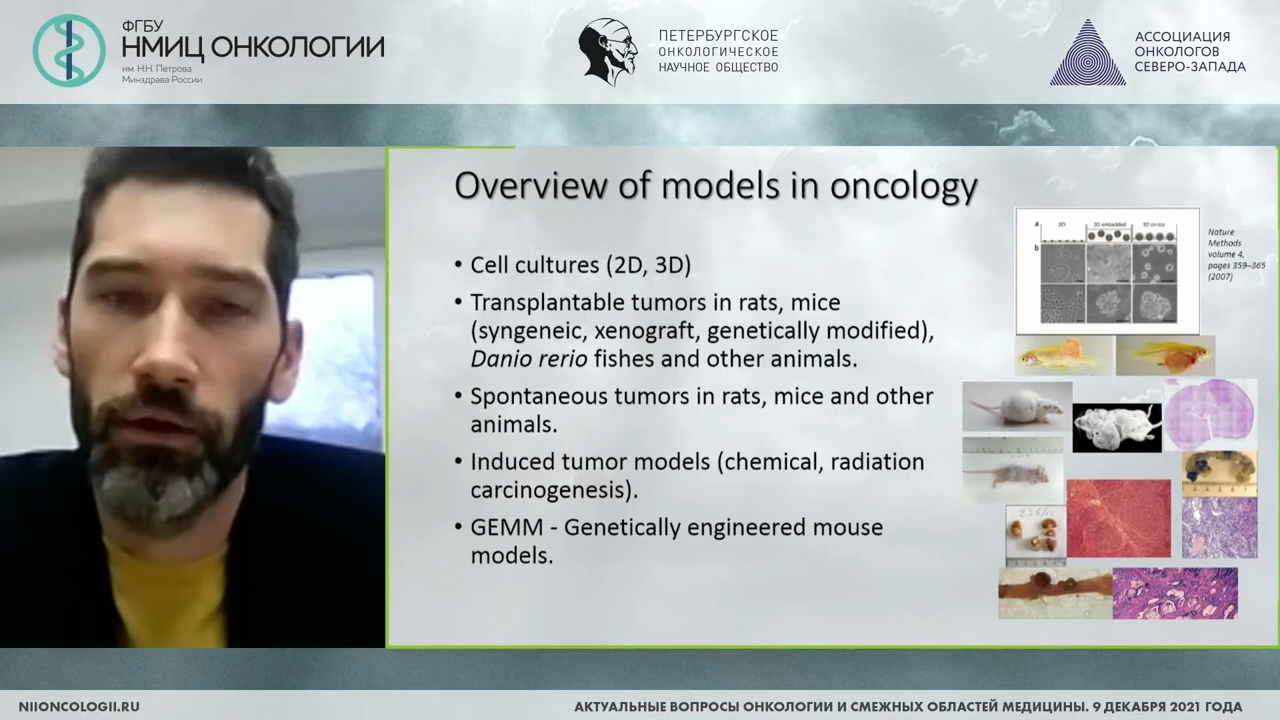 ФГБУ
НМИЦ ОНКОЛОГИИ
им. Н.Н. Петрова
Минздрава России
ПЕТЕРБУРГСКОЕ
ОНКОЛОГИЧЕСКОЕ
НАУЧНОЕ ОБЩЕСТВО
АССОЦИАЦИЯ
ОНКОЛОГОВ
СЕВЕРО-ЗАПАДА
Overview of models in oncology
• Cell cultures (2D, 3D)
• Transplantable tumors in rats, mice
(syngeneic, xenograft, genetically modified),
Danio rerio fishes and other animals.
• Spontaneous tumors in rats, mice and other
animals.
• Induced tumor models (chemical, radiation
carcinogenesis).
• GEMM - Genetically engineered mouse
models.
a 2D 3D embedded 3D on-top
b
Nature
Methods
volume 4,
pages 359–365
(2007)
NIIONCOLOGII.RU
АКТУАЛЬНЫЕ ВОПРОСЫ ОНКОЛОГИИ И СМЕЖНЫХ ОБЛАСТЕЙ МЕДИЦИНЫ. 9 ДЕКАБРЯ 2021 ГОДА